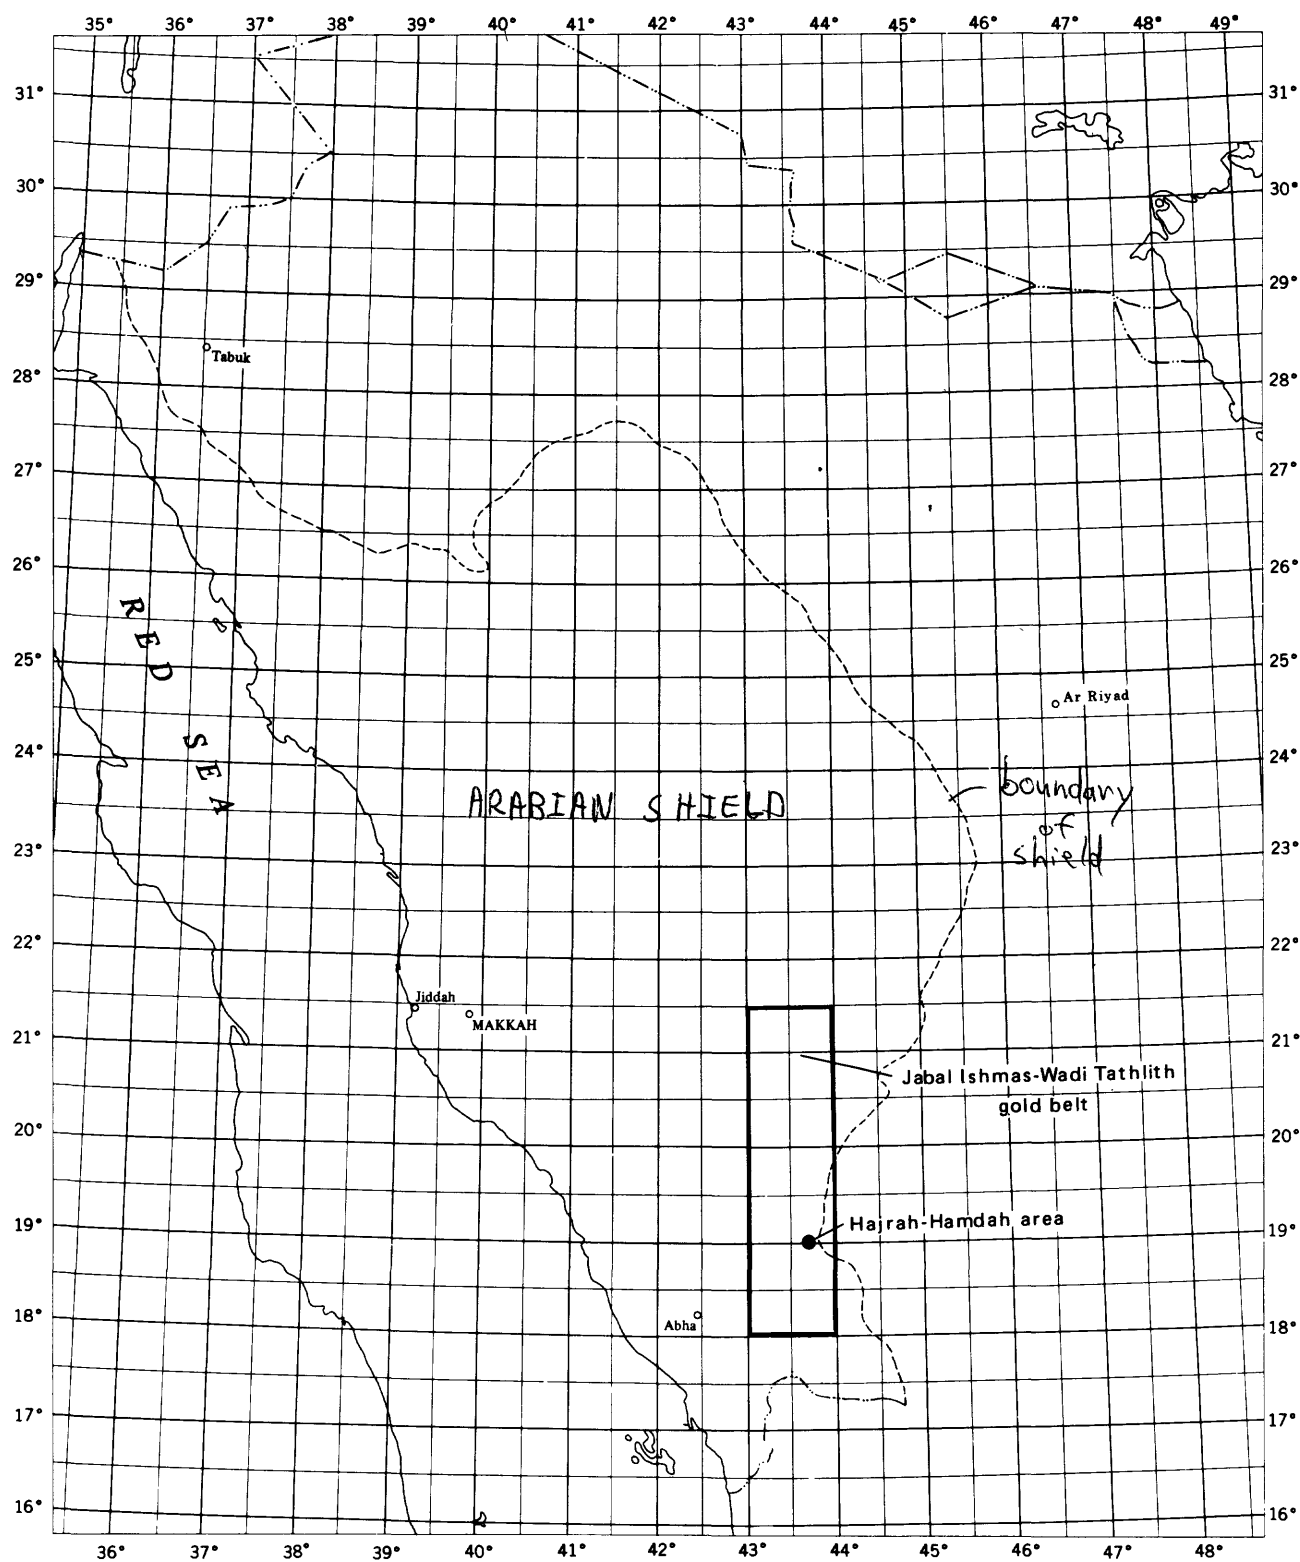 35° 36° 37° 38° 39° 40° 41° 42° 43° 44° 45° 46° 47° 48° 49°
31° 31°
30° 30°
29° 29°
Tabuk
28° 28°
27° 27°
26° 26°
RED
25° 25°
Ar Riyad
SEA
24° 24°
ARABIAN SHIELD
boundary
of
shield
23° 23°
22° 22°
Jiddah
MAKKAH
21° 21°
Jabal Ishmas-Wadi Tathlith
gold belt
20° 20°
Hajrah-Hamdah area
19° 19°
Abha
18° 18°
17° 17°
16° 16°
36° 37° 38° 39° 40° 41° 42° 43° 44° 45° 46° 47° 48°